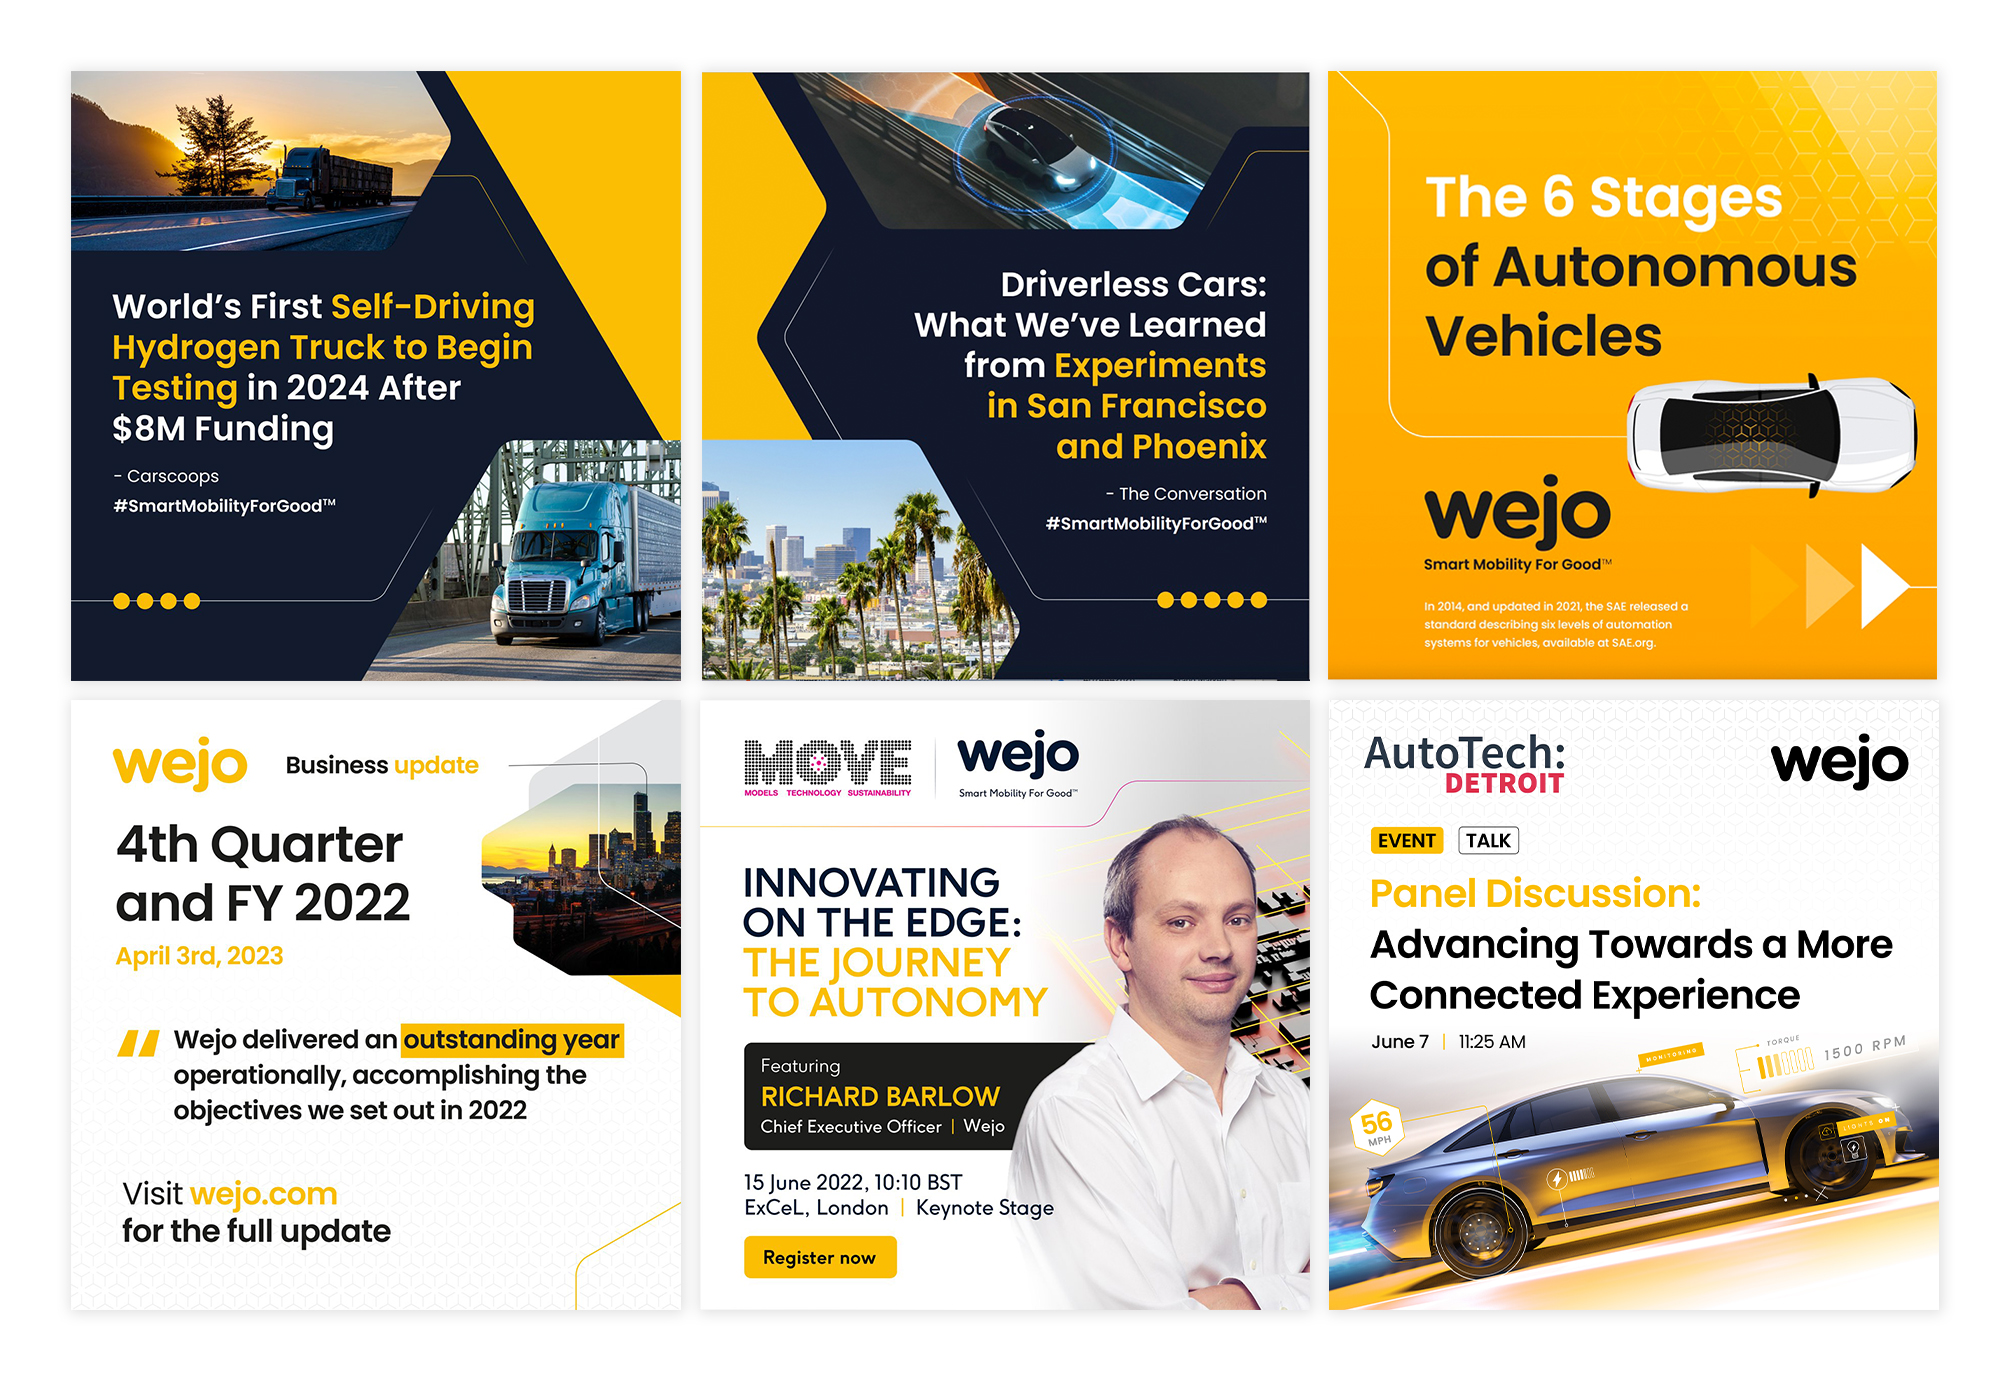 World's First Self-Driving
Hydrogen Truck to Begin
Testing in 2024 After
$8M Funding
- Carscoops
#SmartMobilityForGood™
Driverless Cars:
What We've Learned
from Experiments
in San Francisco
and Phoenix
- The Conversation
#SmartMobilityForGood™
The 6 Stages
of Autonomous
Vehicles
wejo
Smart Mobility For Good™
In 2014, and updated in 2021, the SAE released a
standard describing six levels of automation
systems for vehicles, available at SAE.org.
wejo Business update
4th Quarter
and FY 2022
April 3rd, 2023
“ Wejo delivered an outstanding year
operationally, accomplishing the
objectives we set out in 2022
Visit wejo.com
for the full update
MOVE
MODELS TECHNOLOGY SUSTAINABILITY
wejo
Smart Mobility For Good™
INNOVATING
ON THE EDGE:
THE JOURNEY
TO AUTONOMY
Featuring
RICHARD BARLOW
Chief Executive Officer | Wejo
15 June 2022, 10:10 BST
ExCeL, London | Keynote Stage
Register now
AutoTech:
DETROIT
wejo
EVENT TALK
Panel Discussion:
Advancing Towards a More
Connected Experience
June 7 | 11:25 AM
MONITORING
TORQUE
1500 RPM
56
MPH
LIGHTS ON